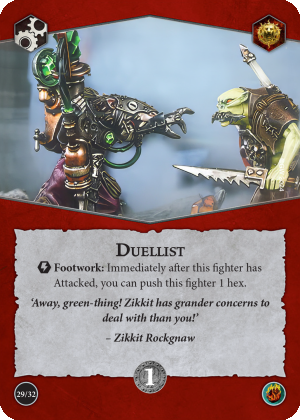 DUELLIST
Footwork: Immediately after this fighter has
Attacked, you can push this fighter 1 hex.
‘Away, green-thing! Zikkit has grander concerns to
deal with than you!’
– Zikkit Rockgnaw
1
29/32